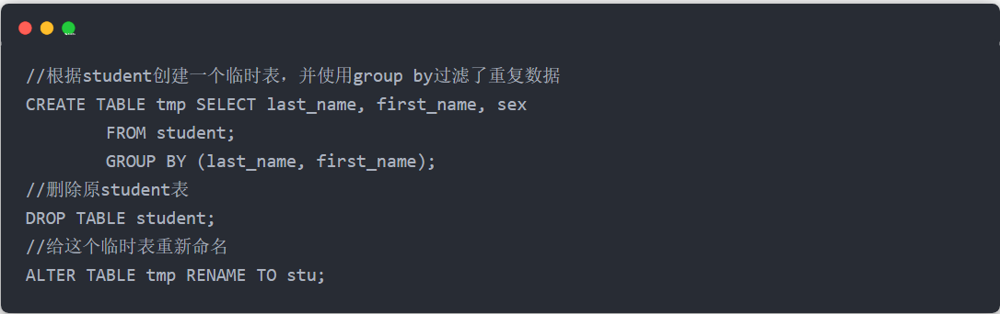 //根据student创建一个临时表，并使用group by过滤了重复数据
CREATE TABLE tmp SELECT last_name, first_name, sex
FROM student;
GROUP BY (last_name, first_name);
//删除原student表
DROP TABLE student;
//给这个临时表重新命名
ALTER TABLE tmp RENAME TO stu;